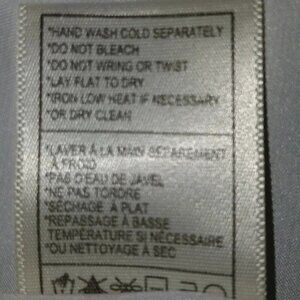 *HAND WASH COLD SEPARATELY
*DO NOT BLEACH
*DO NOT WRING OR TWIST
*LAY FLAT TO DRY
*IRON LOW HEAT IF NECESSARY
*OR DRY CLEAN
*LAVER À LA MAIN SÉPARÉMENT
À FROID
*PAS D'EAU DE JAVEL
*NE PAS TORDRE
*SÉCHAGE À PLAT
*REPASSAGE À BASSE
TEMPÉRATURE SI NÉCESSAIRE
*OU NETTOYAGE À SEC